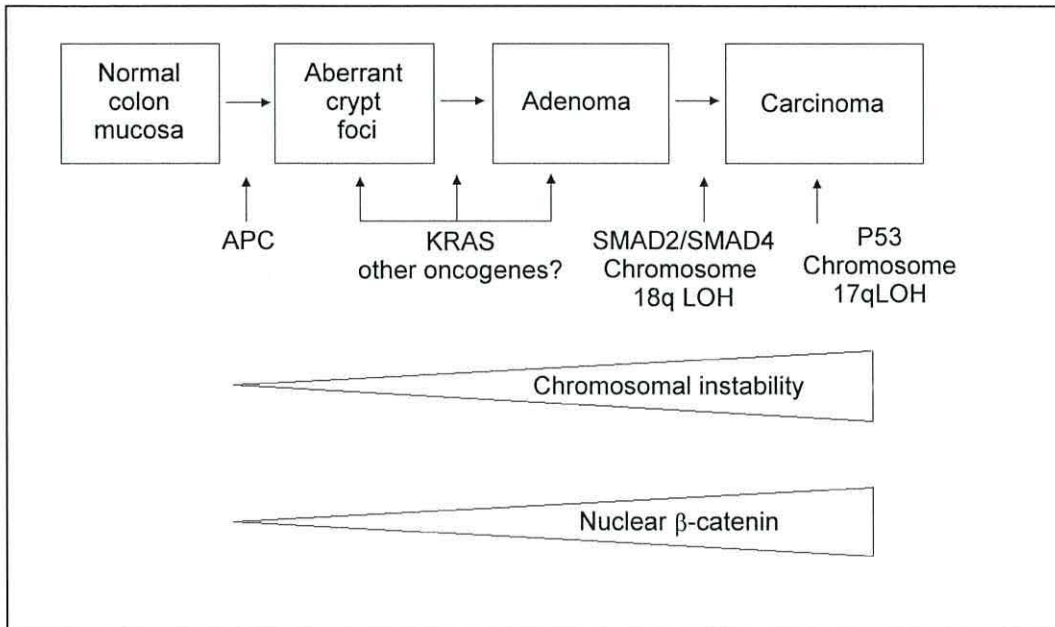 Normal
colon
mucosa
Aberrant
crypt
foci
Adenoma
Carcinoma
APC
KRAS
other oncogenes?
SMAD2/SMAD4
Chromosome
18q LOH
P53
Chromosome
17qLOH
Chromosomal instability
Nuclear β-catenin